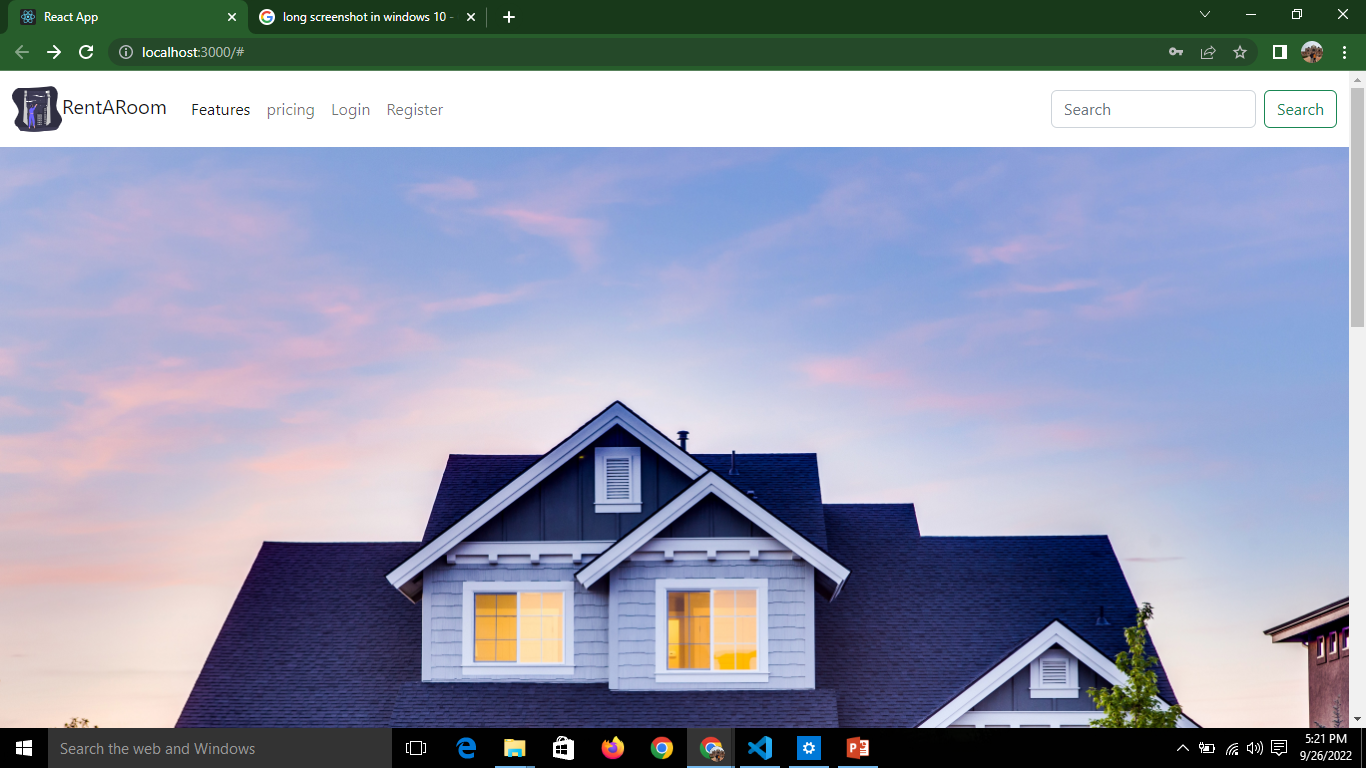 React App
long screenshot in windows 10 -
localhost:3000/#
RentARoom
Features
pricing
Login
Register
Search
Search
Search the web and Windows
5:21 PM
9/26/2022